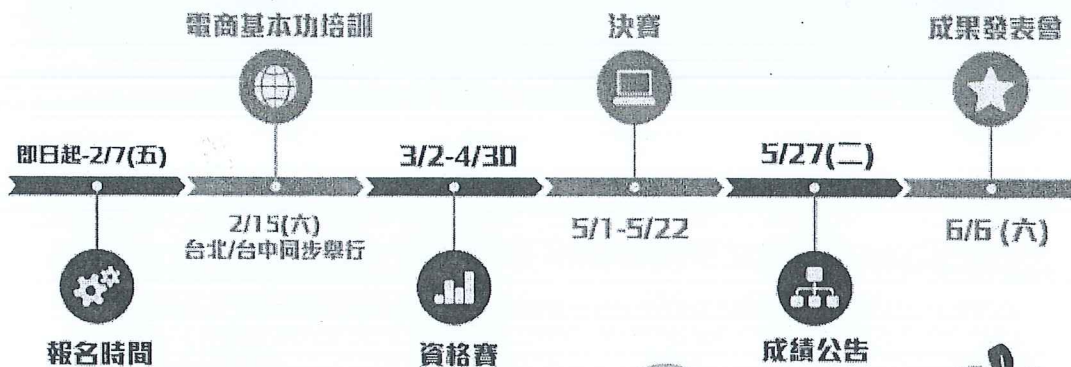 電商基本功培訓
決賽
成果發表會
即日起-2/7(五)
3/2-4/30
5/27(二)
2/15(六)
台北/台中同步舉行
5/1-5/22
6/6 (六)
報名時間
資格賽
成績公告